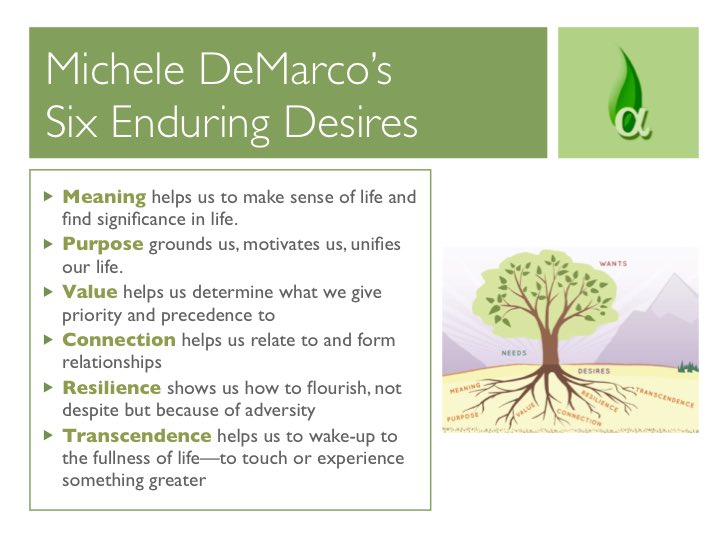 Michele DeMarco’s
Six Enduring Desires
α
Meaning helps us to make sense of life and
find significance in life.
Purpose grounds us, motivates us, unifies
our life.
Value helps us determine what we give
priority and precedence to
Connection helps us relate to and form
relationships
Resilience shows us how to flourish, not
despite but because of adversity
Transcendence helps us to wake-up to
the fullness of life—to touch or experience
something greater
WANTS
NEEDS
DESIRES
MEANING
PURPOSE
VALUE
CONNECTION
RESILIENCE
TRANSCENDENCE